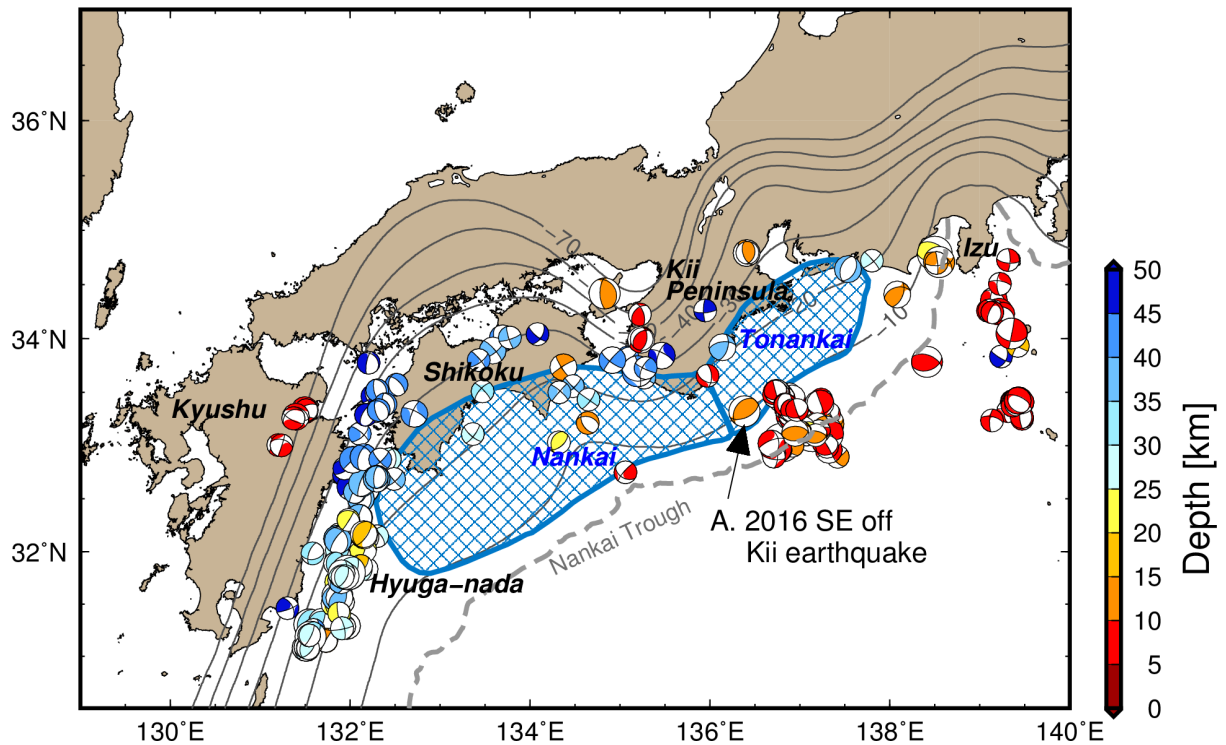 36°N
34°N
32°N
130°E
132°E
134°E
136°E
138°E
140°E
−70
−40
−20
−10
Kii
Peninsula
Izu
Tonankai
Shikoku
Kyushu
Nankai
A. 2016 SE off
Kii earthquake
Nankai Trough
Hyuga−nada
50
45
40
35
30
25
20
15
10
5
0
Depth [km]